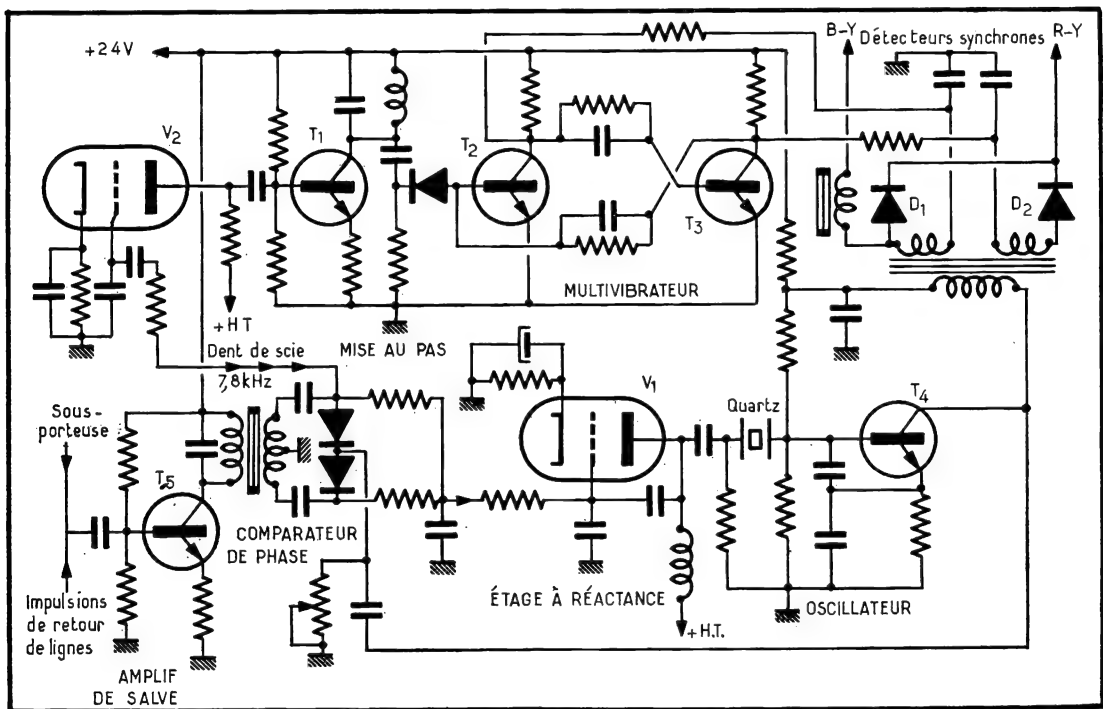 +24V
B-Y
Détecteurs synchrones
R-Y
V2
T1
T2
T3
D1
D2
+HT
MISE AU PAS
MULTIVIBRATEUR
Dent de scie
7,8kHz
Sous-
porteuse
T5
COMPARATEUR
DE PHASE
V1
Quartz
T4
ÉTAGE À RÉACTANCE
+H.T.
OSCILLATEUR
Impulsions
de retour
de lignes
AMPLIF
DE SALVE